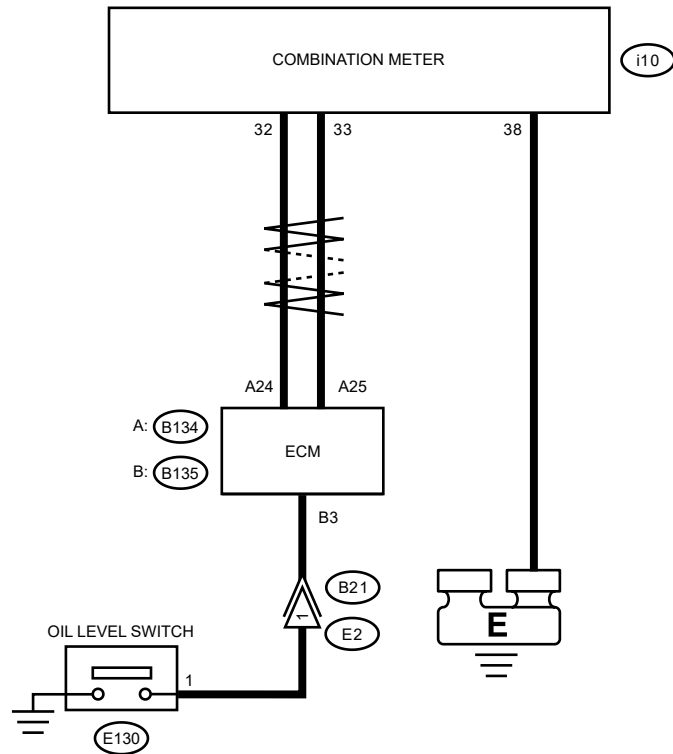 COMBINATION METER
i10
32
33
38
A24
A25
A: B134
ECM
B: B135
B3
B21
1
E2
E
OIL LEVEL SWITCH
1
E130